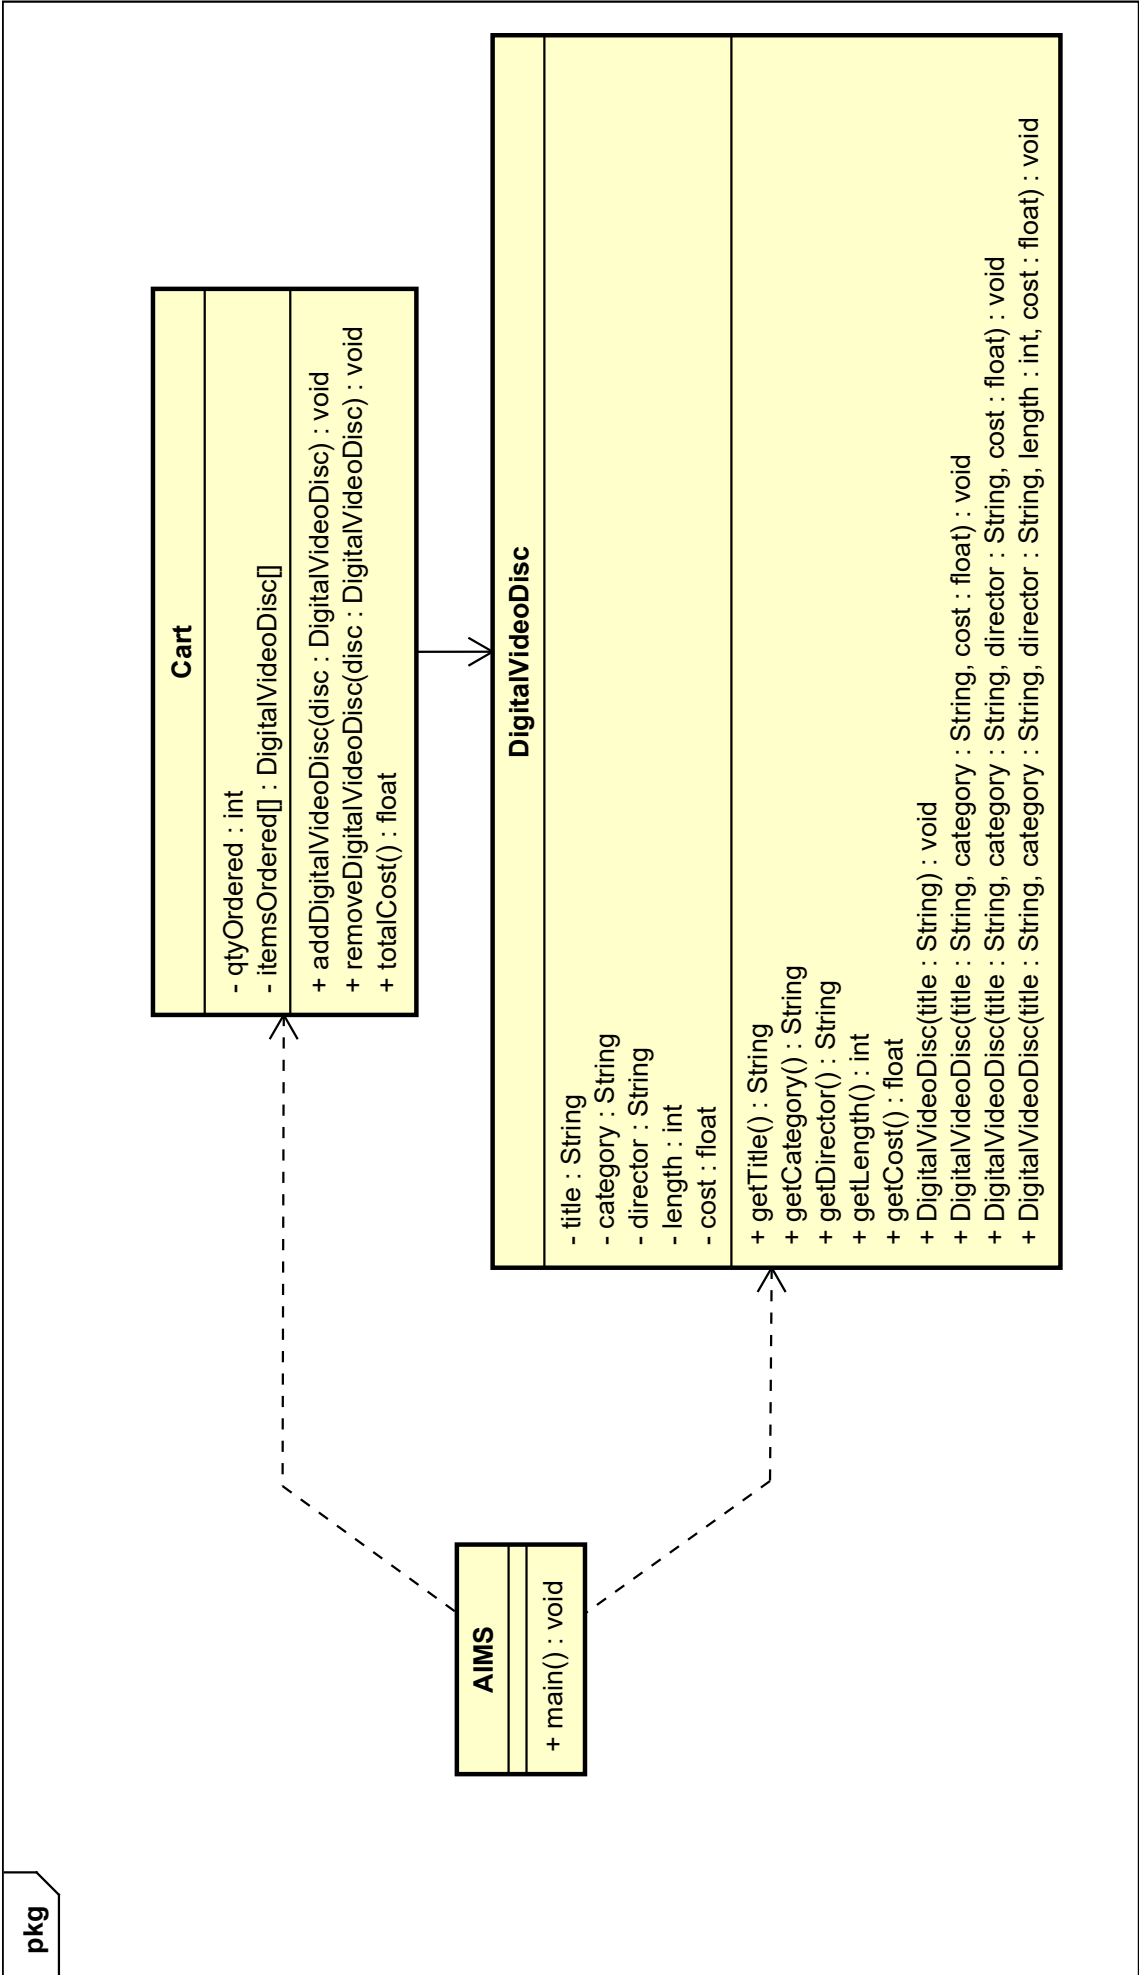 pkg
Cart
- qtyOrdered : int
- itemsOrdered[] : DigitalVideoDisc[]
+ addDigitalVideoDisc(disc : DigitalVideoDisc) : void
+ removeDigitalVideoDisc(disc : DigitalVideoDisc) : void
+ totalCost() : float
AIMS
+ main() : void
DigitalVideoDisc
- title : String
- category : String
- director : String
- length : int
- cost : float
+ getTitle() : String
+ getCategory() : String
+ getDirector() : String
+ getLength() : int
+ getCost() : float
+ DigitalVideoDisc(title : String) : void
+ DigitalVideoDisc(title : String, category : String, cost : float) : void
+ DigitalVideoDisc(title : String, category : String, director : String, cost : float) : void
+ DigitalVideoDisc(title : String, category : String, director : String, length : int, cost : float) : void